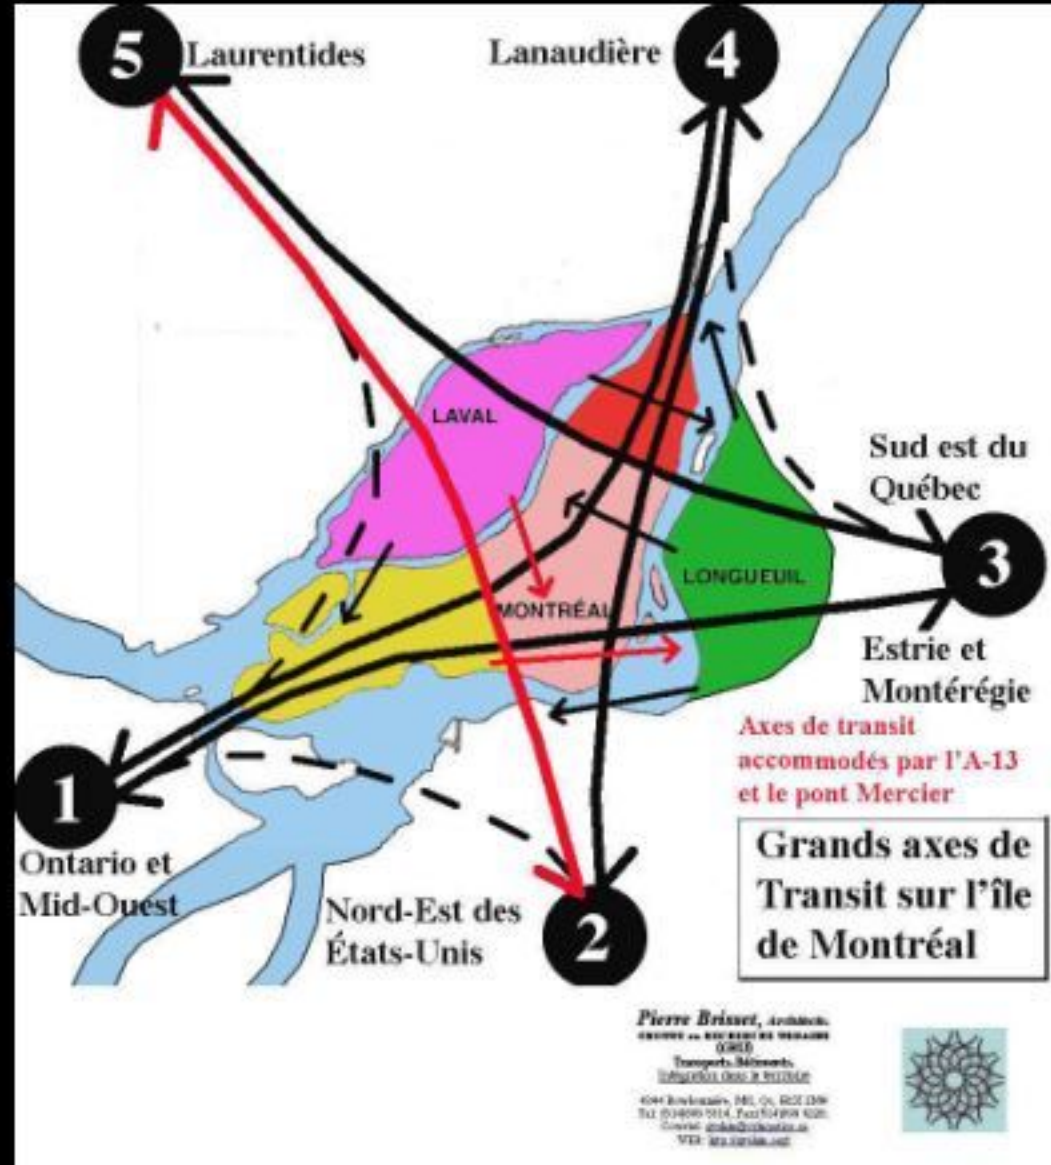 5
Laurentides
Lanaudière
4
LAVAL
Sud est du
Québec
3
LONGUEUIL
MONTRÉAL
Estrie et
Montérégie
Axes de transit
accommodés par l'A-13
et le pont Mercier
1
Ontario et
Mid-Ouest
Nord-Est des
États-Unis
2
Grands axes de
Transit sur l'île
de Montréal
Pierre Brisset, Architecte.
Transports. Bâtiments.